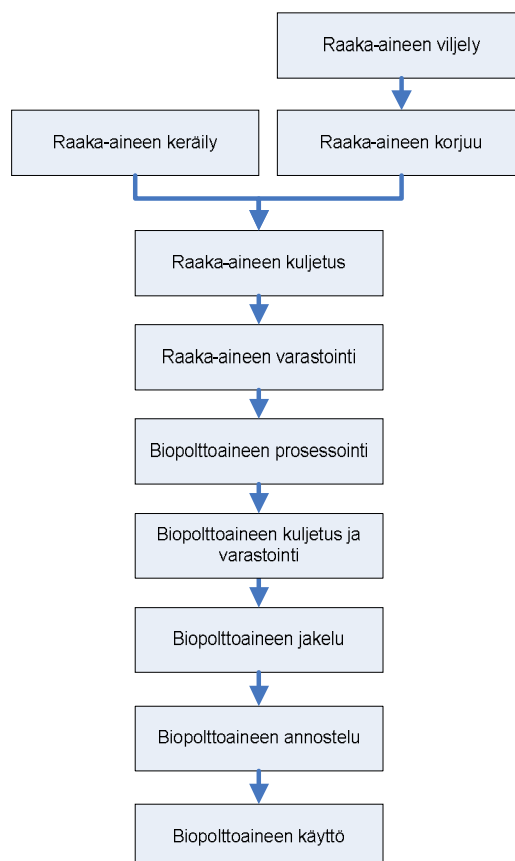 Raaka-aineen viljely
Raaka-aineen keräily
Raaka-aineen korjuu
Raaka-aineen kuljetus
Raaka-aineen varastointi
Biopolttoaineen prosessointi
Biopolttoaineen kuljetus ja
varastointi
Biopolttoaineen jakelu
Biopolttoaineen annostelu
Biopolttoaineen käyttö